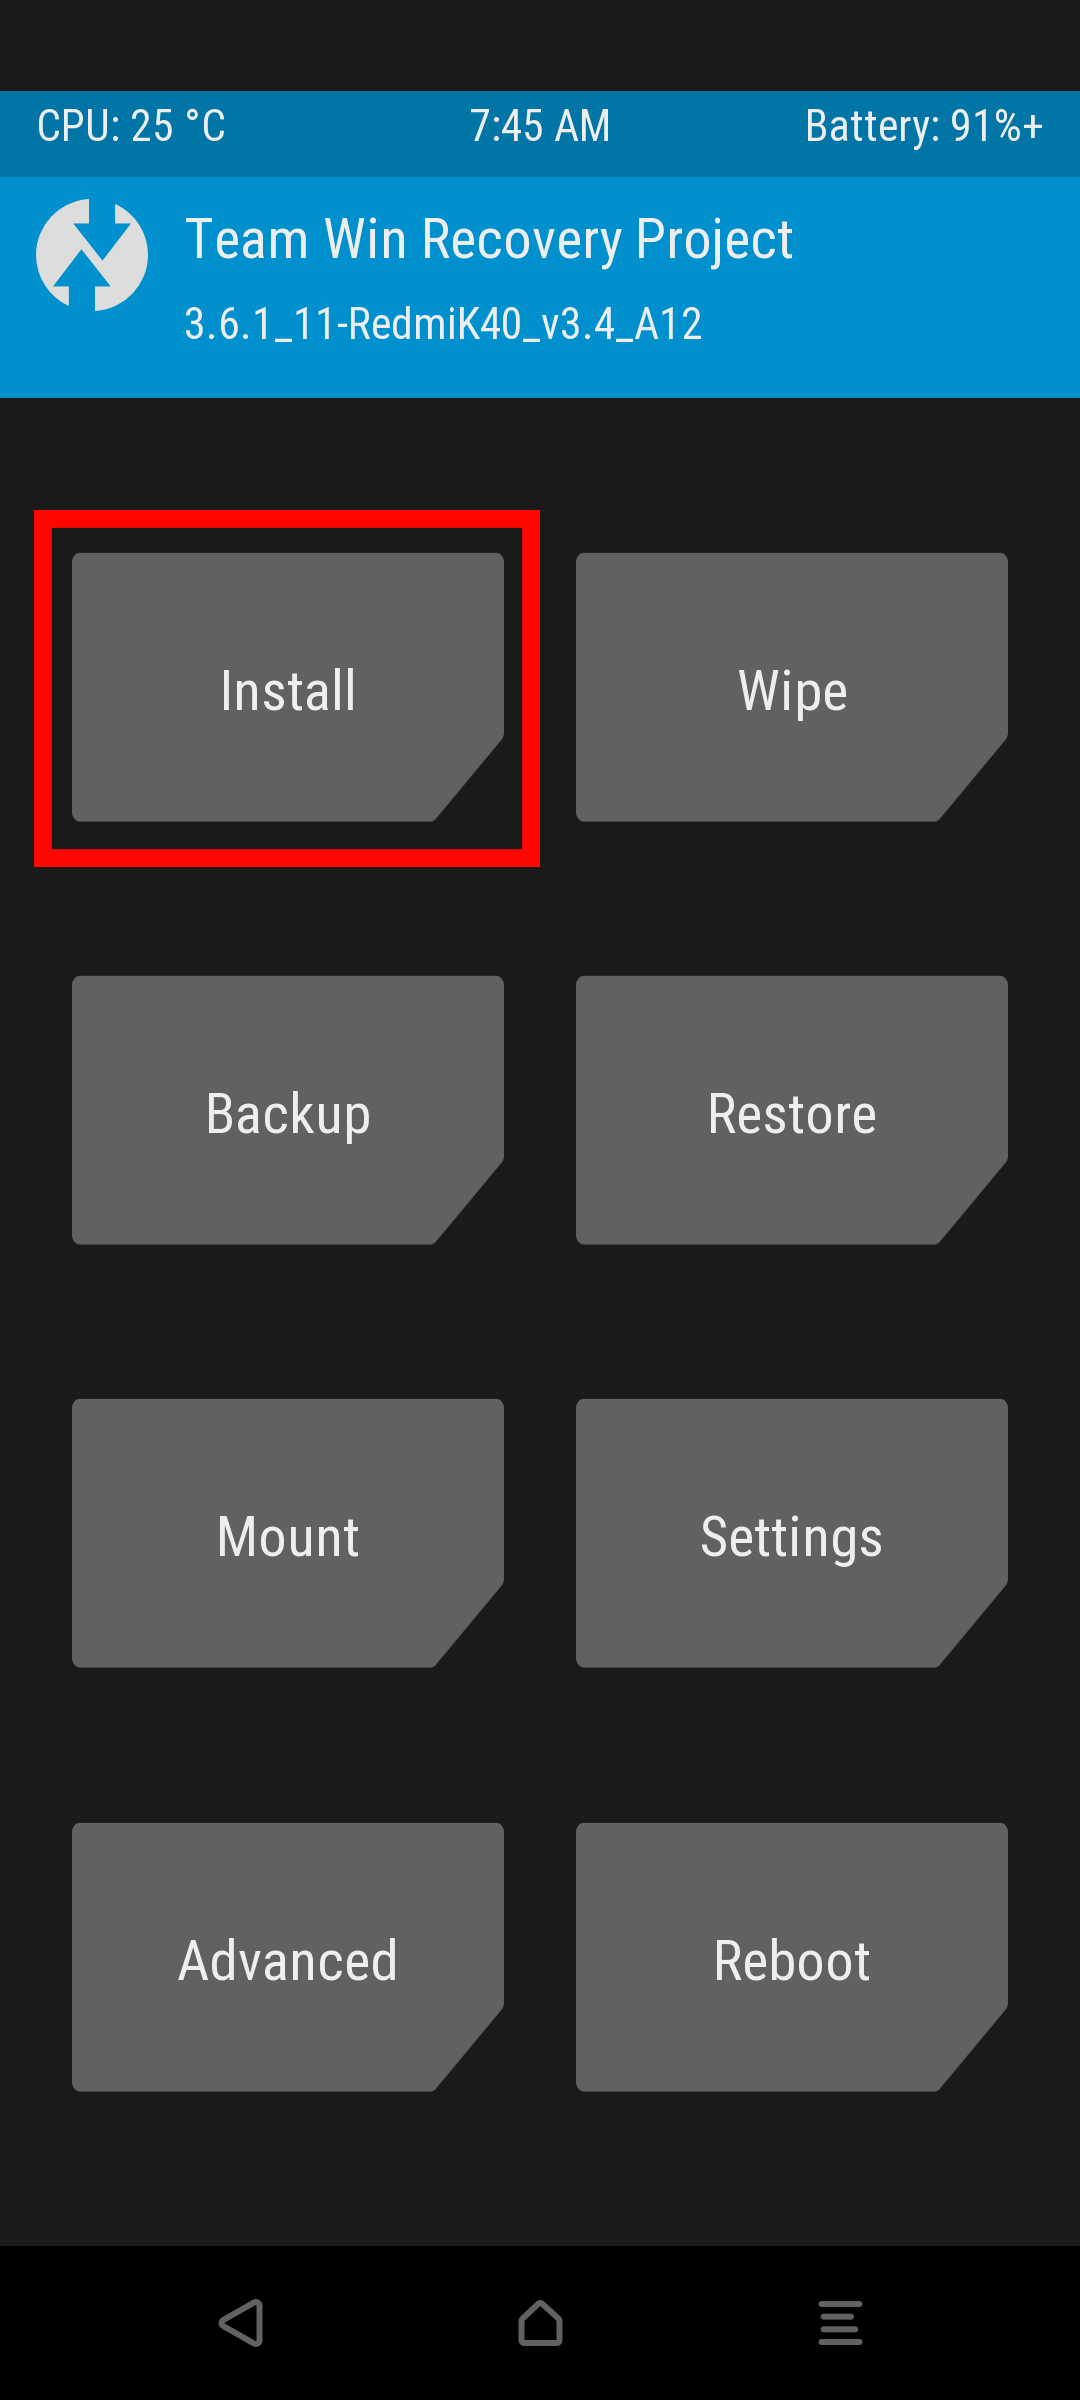 CPU: 25 °C 7:45 AM Battery: 91%+
Team Win Recovery Project
3.6.1_11-RedmiK40_v3.4_A12
Install Wipe
Backup Restore
Mount Settings
Advanced Reboot